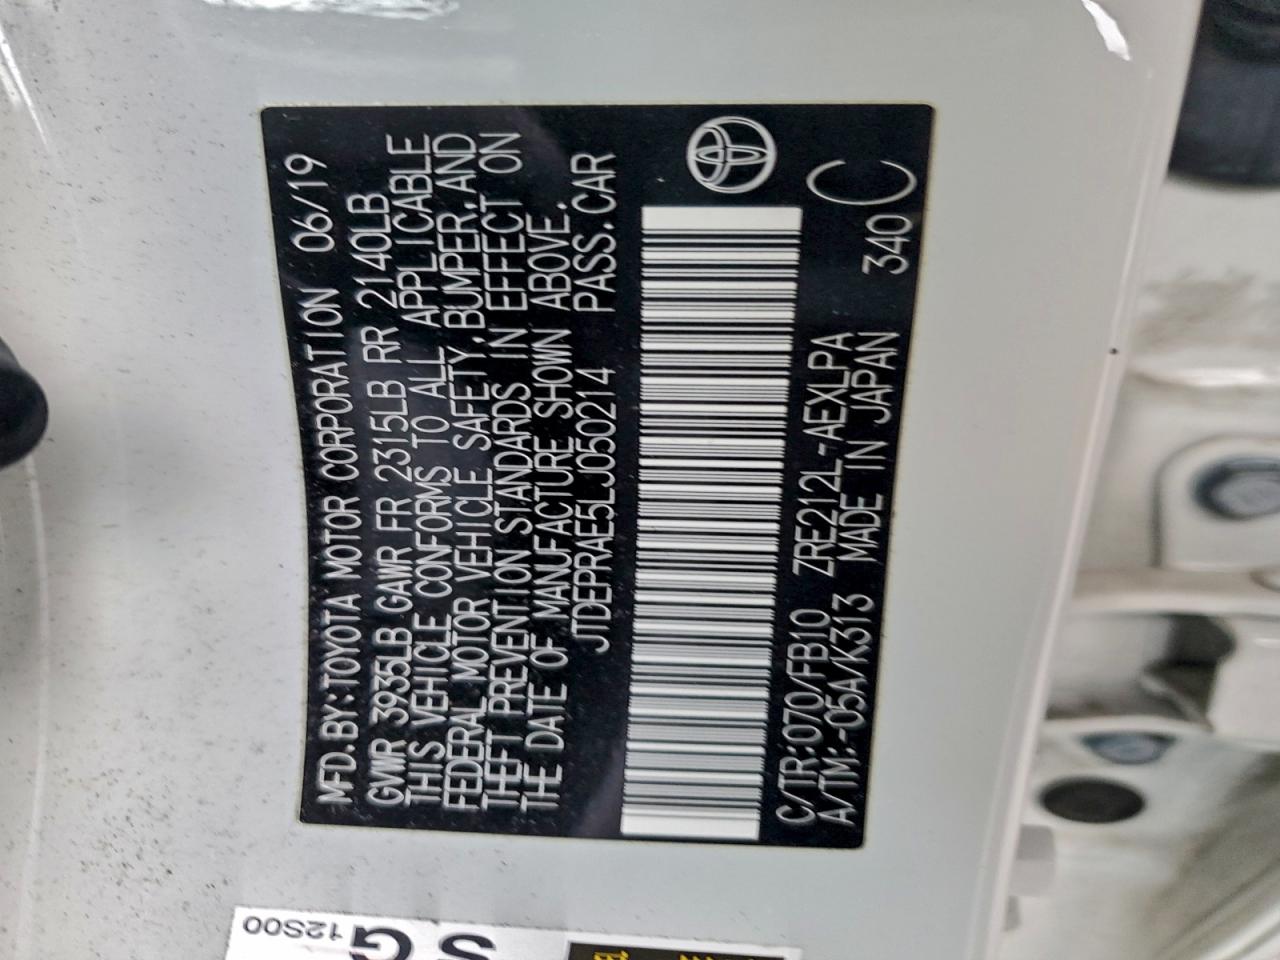 MFD.BY:TOYOTA MOTOR CORPORATION 06/19
GVWR 3935LB GAWR FR 2315LB RR 2140LB
THIS VEHICLE CONFORMS TO ALL APPLICABLE
FEDERAL MOTOR VEHICLE SAFETY,BUMPER,AND
THEFT PREVENTION STANDARDS IN EFFECT ON
THE DATE OF MANUFACTURE SHOWN ABOVE.
JTDEPRAE5LJ050214 PASS.CAR
C/TR:070/FB10 ZRE212L-AEXLPA
A/TM:-05A/K313 MADE IN JAPAN 340 C
12S00